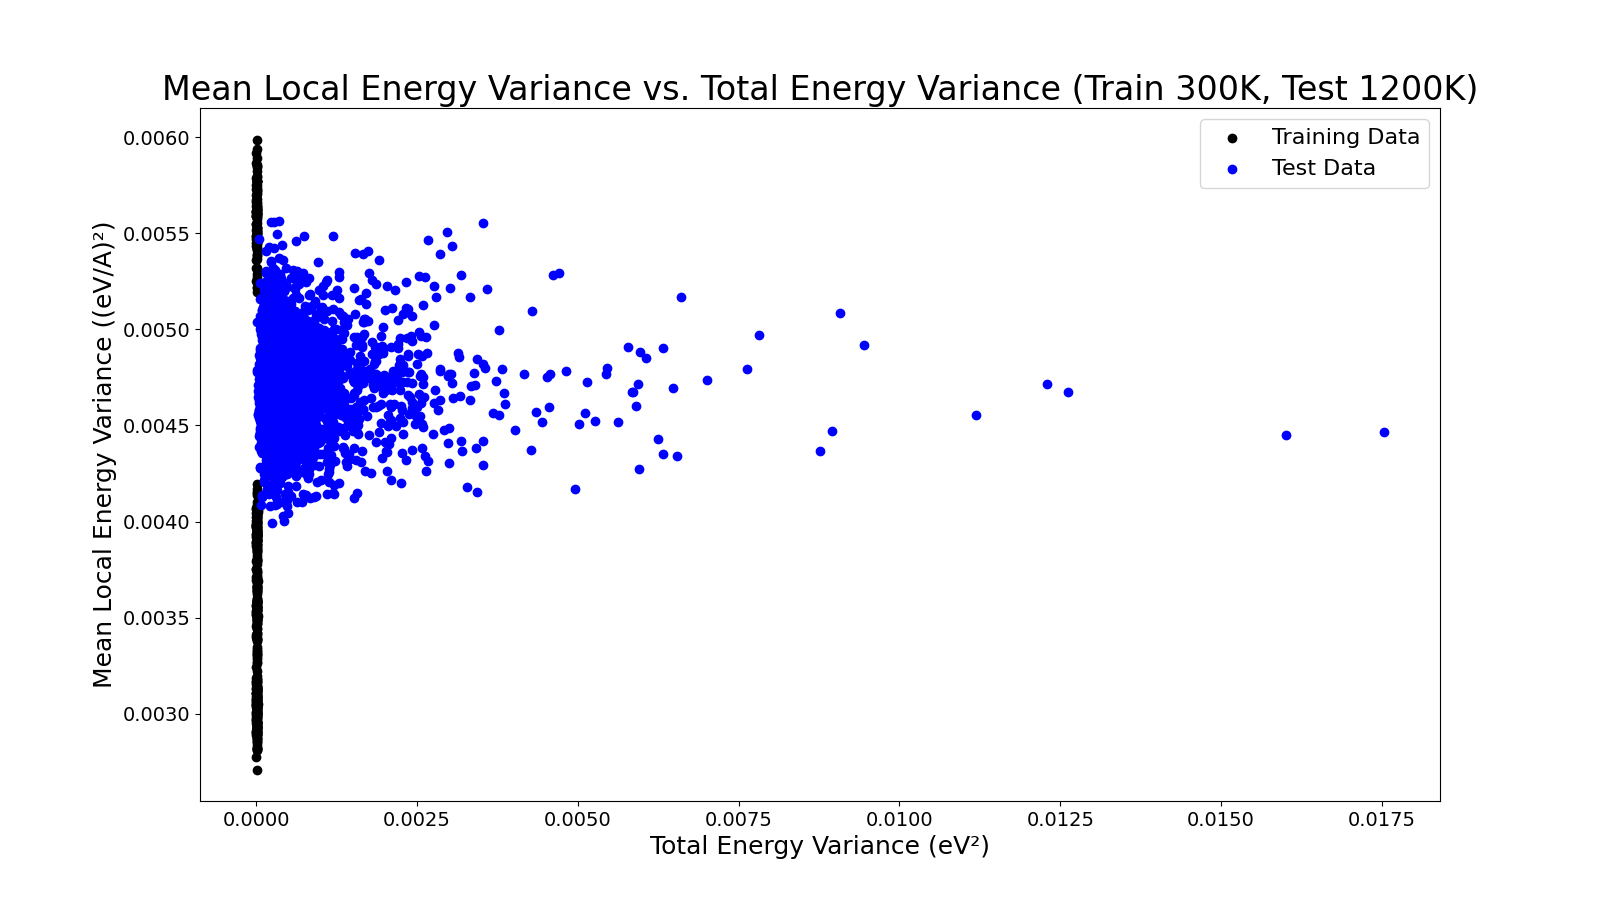 Mean Local Energy Variance vs. Total Energy Variance (Train 300K, Test 1200K)
Training Data
Test Data
Mean Local Energy Variance ((eV/A)²)
0.0060
0.0055
0.0050
0.0045
0.0040
0.0035
0.0030
0.0000 0.0025 0.0050 0.0075 0.0100 0.0125 0.0150 0.0175
Total Energy Variance (eV²)